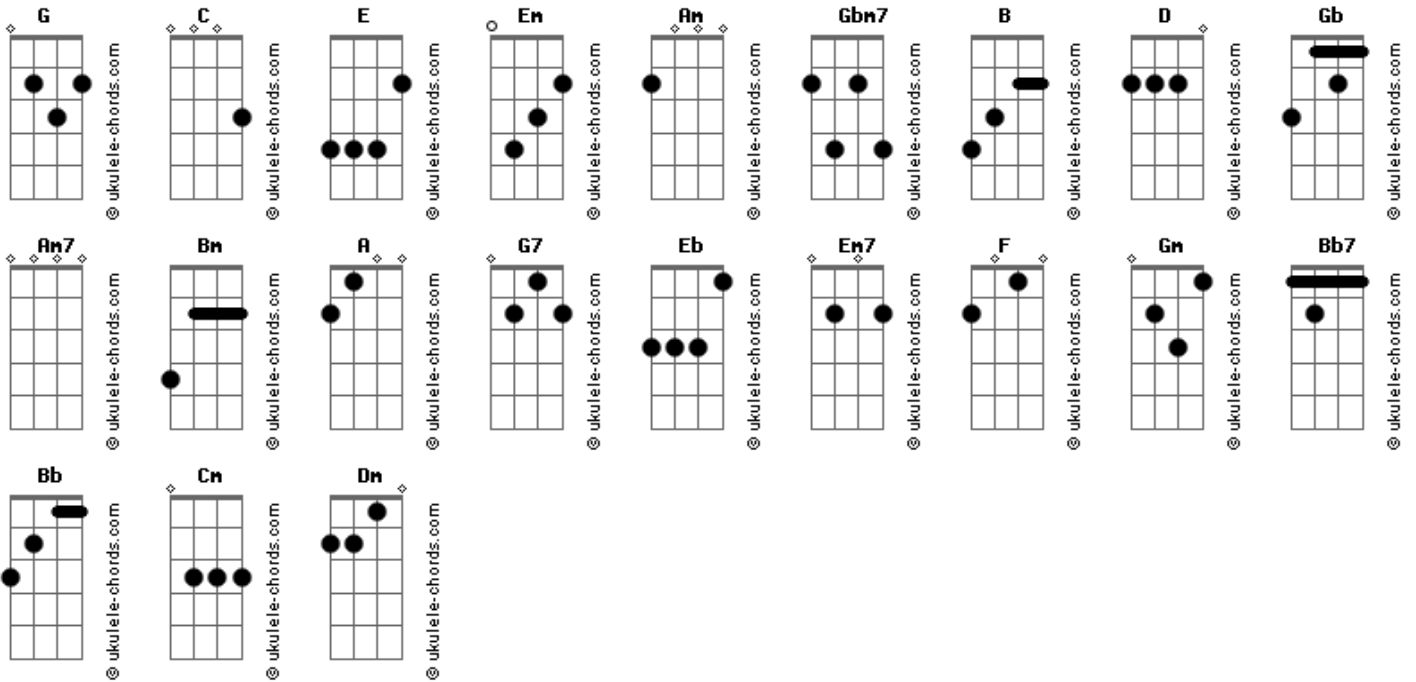 G C E Em Am Gbm7 B D Gb
© ukulele-chords.com © ukulele-chords.com © ukulele-chords.com © ukulele-chords.com © ukulele-chords.com © ukulele-chords.com © ukulele-chords.com © ukulele-chords.com © ukulele-chords.com
Am7 Bm A G7 Eb Em7 F Gm Bb7
© ukulele-chords.com © ukulele-chords.com © ukulele-chords.com © ukulele-chords.com © ukulele-chords.com © ukulele-chords.com © ukulele-chords.com © ukulele-chords.com © ukulele-chords.com
Bb Cm Dm
© ukulele-chords.com © ukulele-chords.com © ukulele-chords.com